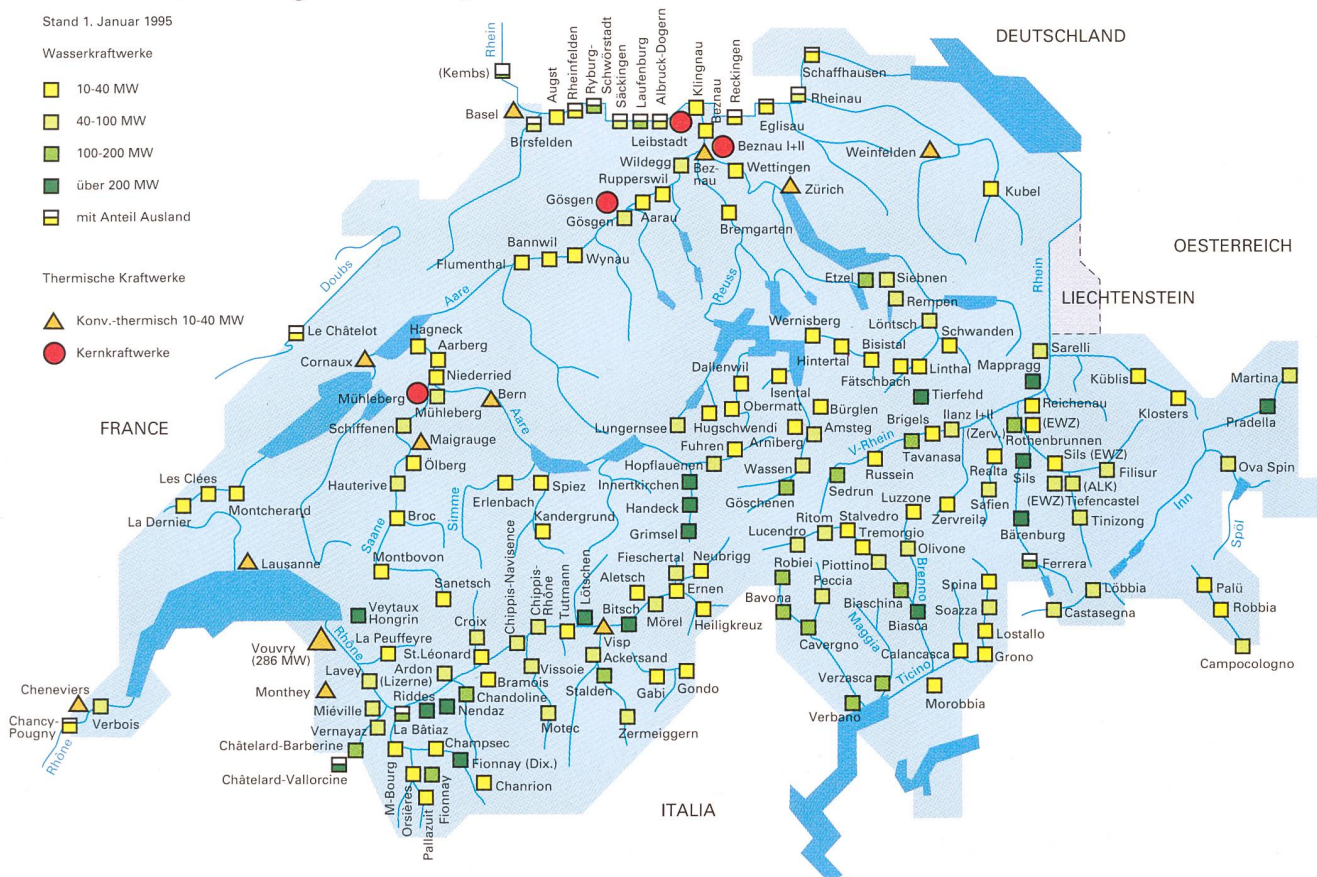 Stand 1. Januar 1995
Wasserkraftwerke
10-40 MW
40-100 MW
100-200 MW
über 200 MW
mit Anteil Ausland
Thermische Kraftwerke
Konv.-thermisch 10-40 MW
Kernkraftwerke
DEUTSCHLAND
OESTERREICH
LIECHTENSTEIN
FRANCE
ITALIA
Rhein
(Kembs)
Basel
Birsfelden
Augst
Rheinfelden
Ryburg-
Schwörstadt
Säckingen
Laufenburg
Albruck-Dogern
Leibstadt
Klingnau
Beznau
Reckingen
Eglisau
Rheinau
Schaffhausen
Beznau I+II
Bez-
nau
Wettingen
Wildegg
Rupperswil
Gösgen
Gösgen
Aarau
Zürich
Bremgarten
Weinfelden
Kubel
Bannwil
Flumenthal
Wynau
Doubs
Aare
Reuss
Rhein
Etzel
Siebnen
Rempen
Löntsch
Schwanden
Wernisberg
Bisistal
Hintertal
Fätschbach
Linthal
Tierfehd
Mappragg
Sarelli
Küblis
Klosters
Martina
Pradella
Ova Spin
Inn
Spöl
Le Châtelot
Cornaux
Hagneck
Aarberg
Niederried
Mühleberg
Mühleberg
Bern
Aare
Schiffenen
Maigrauge
Ölberg
Hauterive
Broc
Saane
Simme
Montbovon
Erlenbach
Spiez
Kandergrund
Les Clées
La Dernier
Montcherand
Lausanne
Dallenwil
Isental
Obermatt
Bürglen
Lungernsee
Hugschwendi
Arniberg
Amsteg
Fuhren
Hopflauenen
Wassen
Innertkirchen
Göschenen
Handeck
Grimsel
Brigels
Ilanz I+II
(Zerv.)
V-Rhein
Tavanasa
Russein
Sedrun
Reichenau
(EWZ)
Rothenbrunnen
Sils (EWZ)
Filisur
Realta
Sils
(ALK)
(EWZ)
Tiefencastel
Safien
Zervreila
Bärenburg
Tinizong
Luzzone
Ritom
Stalvedro
Lucendro
Tremorgio
Olivone
Piottino
Ferrera
Löbbia
Castasegna
Palü
Robbia
Campocologno
Fieschertal
Neubrigg
Aletsch
Ernen
Mörel
Heiligkreuz
Bitsch
Lötschen
Visp
Ackersand
Stalden
Gabi
Gondo
Zermeiggern
Turtmann
Chippis-
Rhône
Chippis-Navisence
Vissoie
Motec
Sanetsch
Croix
St.Léonard
Bramois
Chandoline
Nendaz
Riddes
Ardon
(Lizerne)
La Peuffeyre
Lavey
Veytaux
Hongrin
Rhône
Vouvry
(286 MW)
Monthey
Miéville
Vernayaz
La Bâtiaz
Châtelard-Barberine
Châtelard-Vallorcine
M-Bourg
Orsières
Pallazuit
Fionnay
Champsec
Fionnay (Dix.)
Chanrion
Cheneviers
Chancy-
Pougny
Verbois
Rhône
Robiei
Peccia
Bavona
Cavergno
Biaschina
Brenno
Biasca
Maggia
Ticino
Verzasca
Verbano
Morobbia
Calancasca
Spina
Soazza
Lostallo
Grono